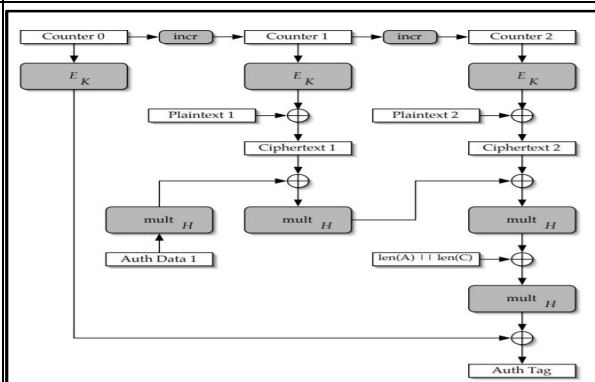 Counter 0 incr Counter 1 incr Counter 2
E K E K E K
Plaintext 1 Plaintext 2
Ciphertext 1 Ciphertext 2
mult H mult H mult H
Auth Data 1 len(A) || len(C)
mult H
Auth Tag